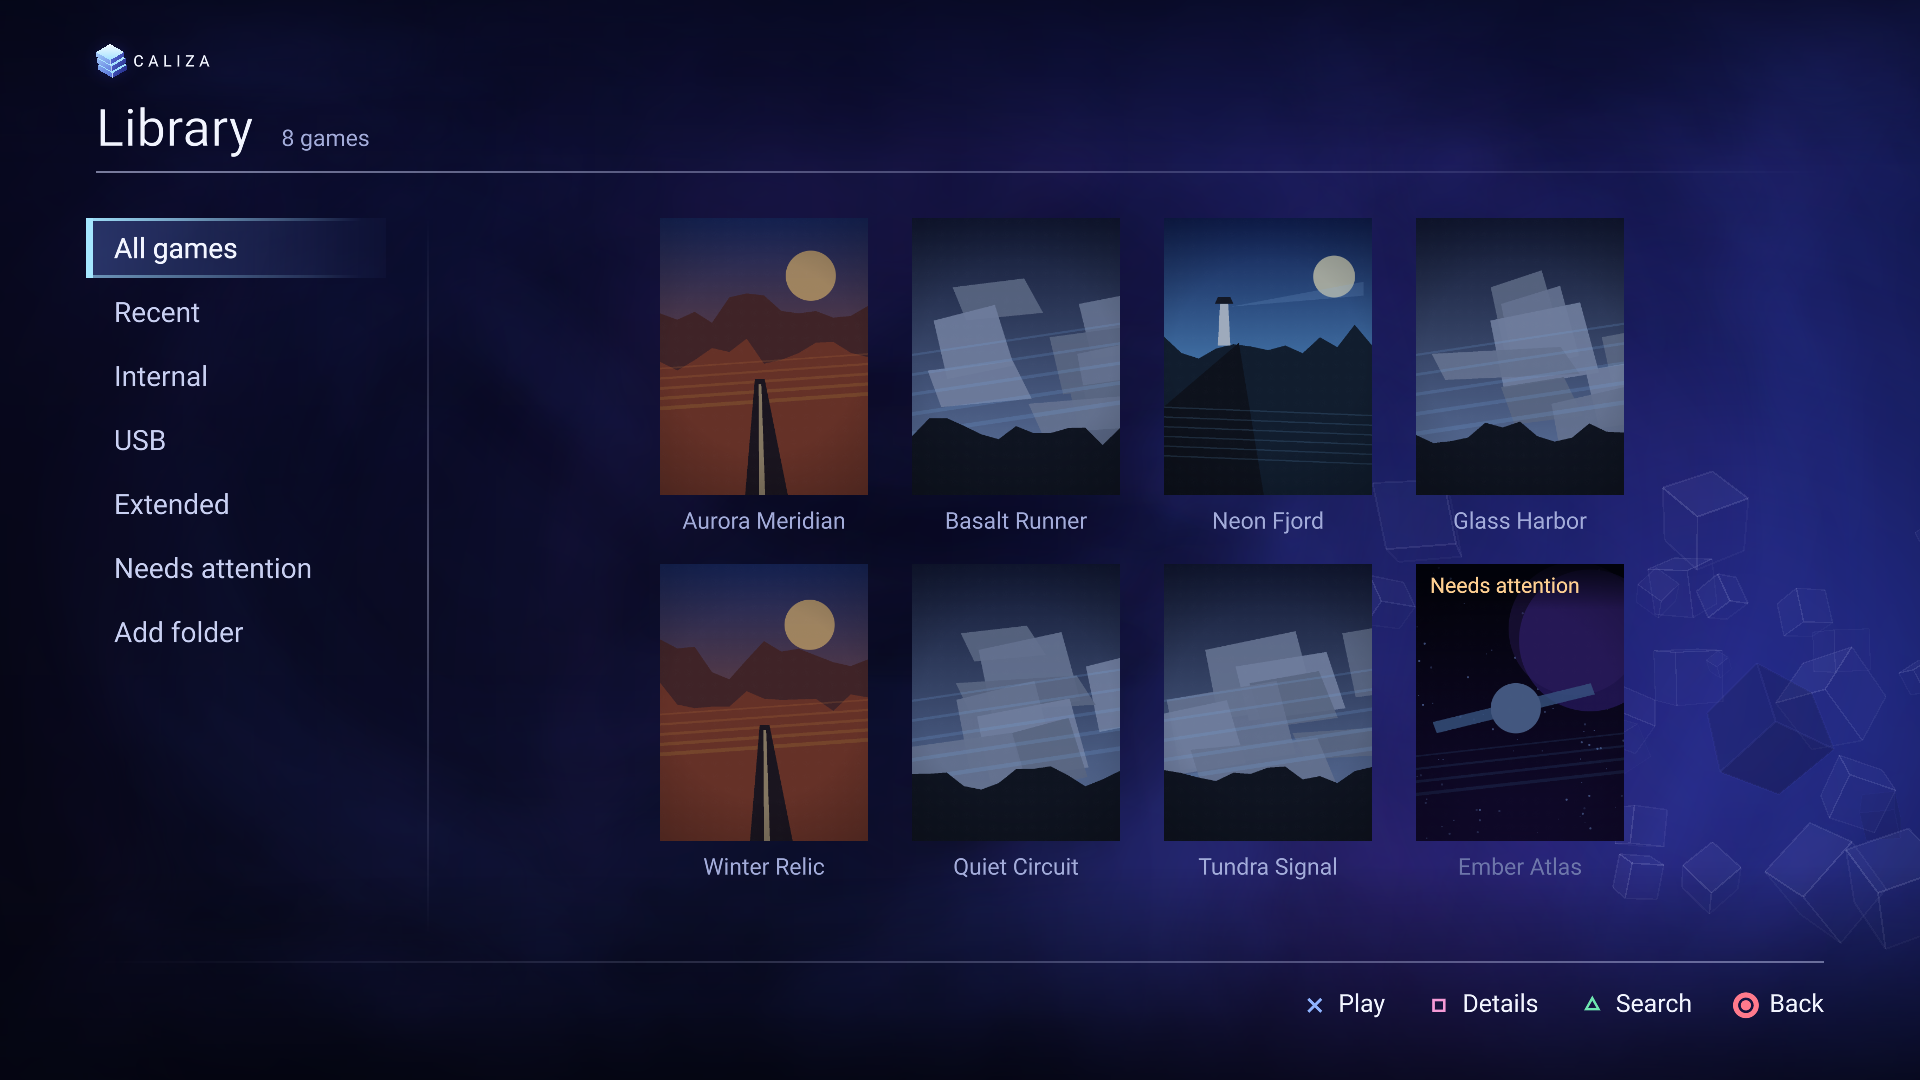 CALIZA
Library
8 games
All games
Recent
Internal
USB
Extended
Needs attention
Add folder
Aurora Meridian
Basalt Runner
Neon Fjord
Glass Harbor
Needs attention
Winter Relic
Quiet Circuit
Tundra Signal
Ember Atlas
Play
Details
Search
Back